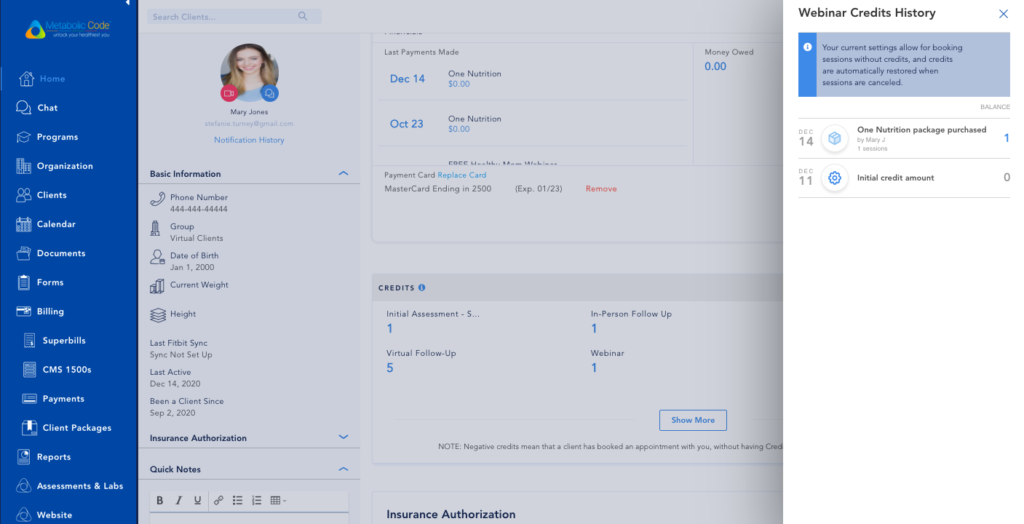 Metabolic Code
unlock your healthiest you
Home
Chat
Programs
Organization
Clients
Calendar
Documents
Forms
Billing
Superbills
CMS 1500s
Payments
Client Packages
Reports
Assessments & Labs
Website
Search Clients...
Mary Jones
Notification History
Basic Information
Phone Number
444-444-44444
Group
Virtual Clients
Date of Birth
Jan 1, 2000
Current Weight
Height
Last Fitbit Sync
Sync Not Set Up
Last Active
Dec 14, 2020
Been a Client Since
Sep 2, 2020
Insurance Authorization
Quick Notes
B I U
Last Payments Made
Money Owed
0.00
Dec 14
One Nutrition
$0.00
Oct 23
One Nutrition
$0.00
FREE Healthy Mom Webinar
Payment Card Replace Card
MasterCard Ending in 2500 (Exp. 01/23) Remove
CREDITS
Initial Assessment - S...
1
In-Person Follow Up
1
Virtual Follow-Up
5
Webinar
1
Show More
NOTE: Negative credits mean that a client has booked an appointment with you, without having Cred
Insurance Authorization
Webinar Credits History
Your current settings allow for booking
sessions without credits, and credits
are automatically restored when
sessions are canceled.
BALANCE
DEC
14
One Nutrition package purchased
by Mary J
1 sessions
1
DEC
11
Initial credit amount
0